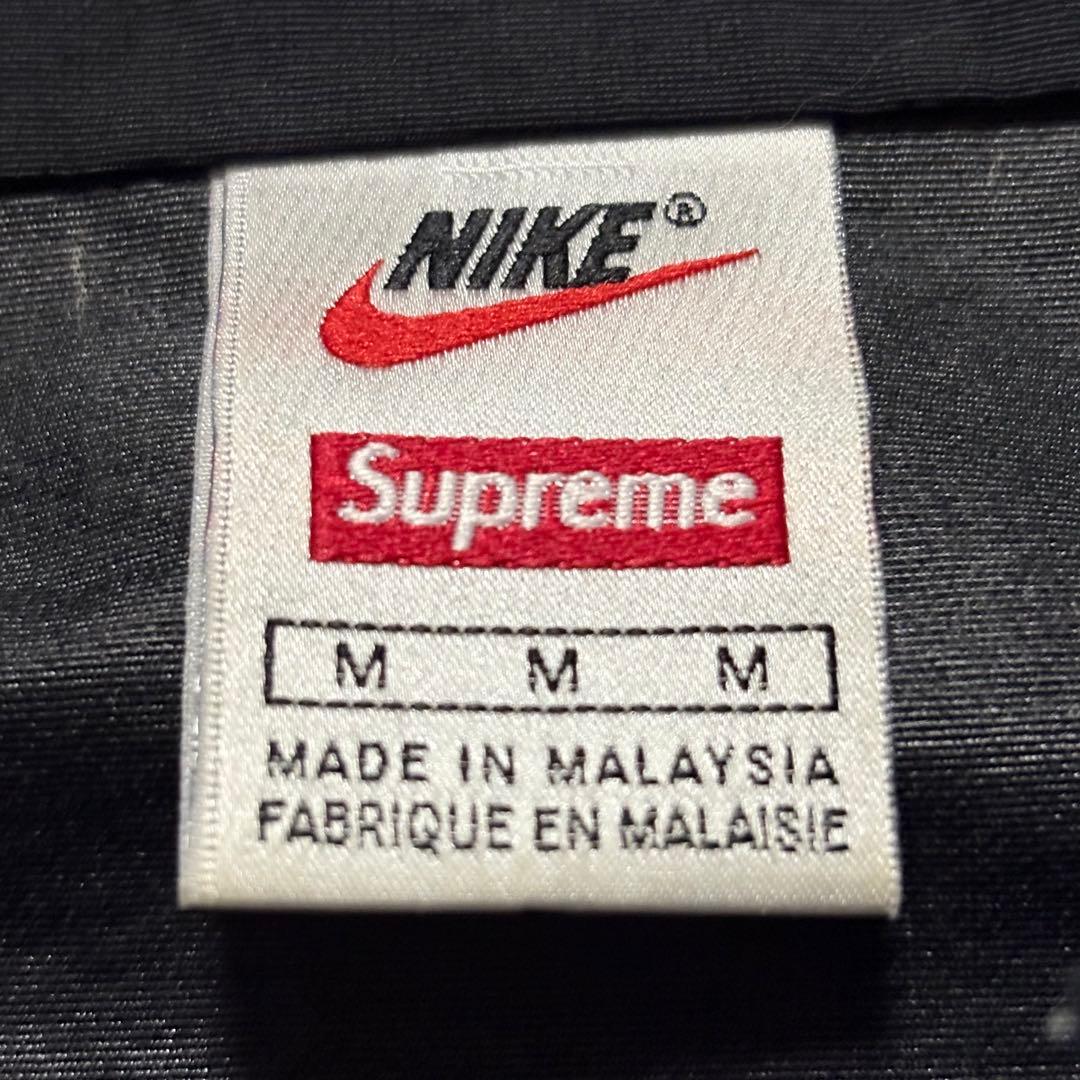 NIKE®
Supreme
M M M
MADE IN MALAYSIA
FABRIQUE EN MALAISIE